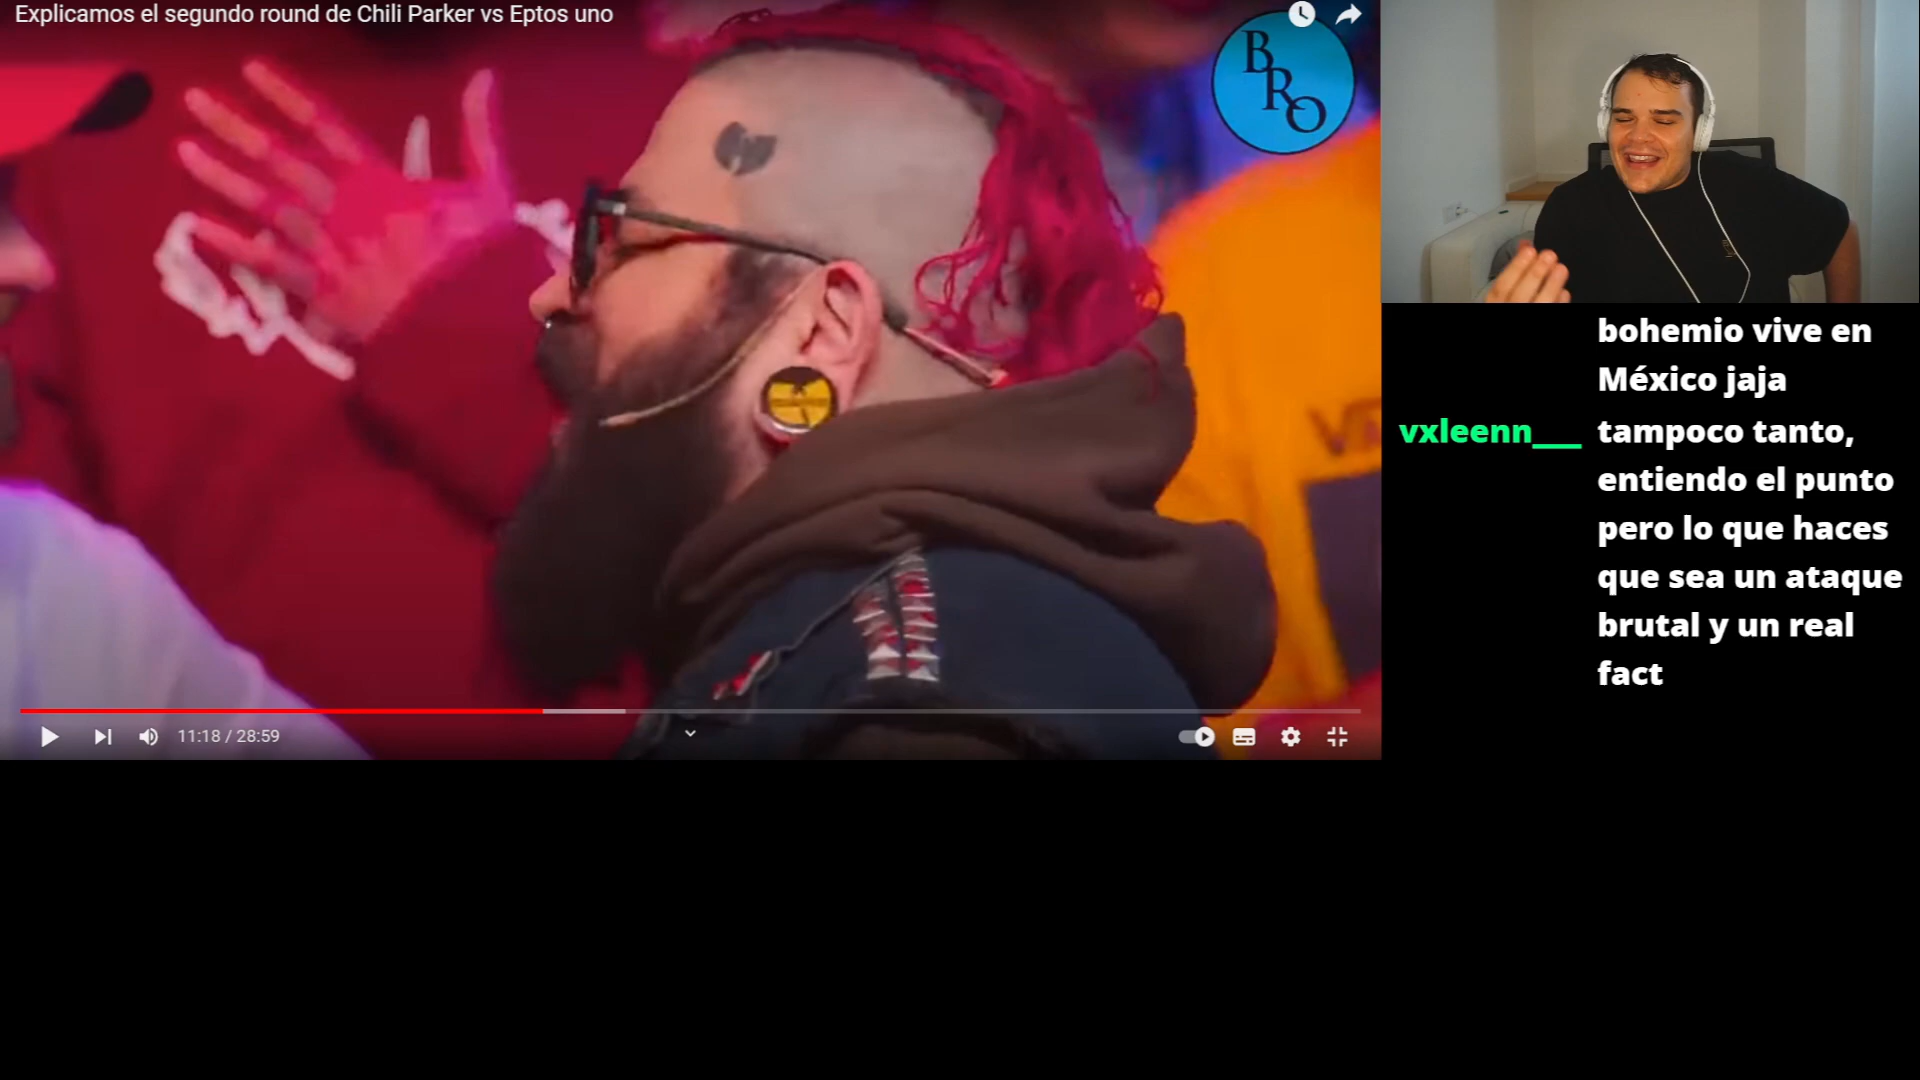 Explicamos el segundo round de Chili Parker vs Eptos uno
BRO
11:18 / 28:59
bohemio vive en
México jaja
vxleenn___ tampoco tanto,
entiendo el punto
pero lo que haces
que sea un ataque
brutal y un real
fact